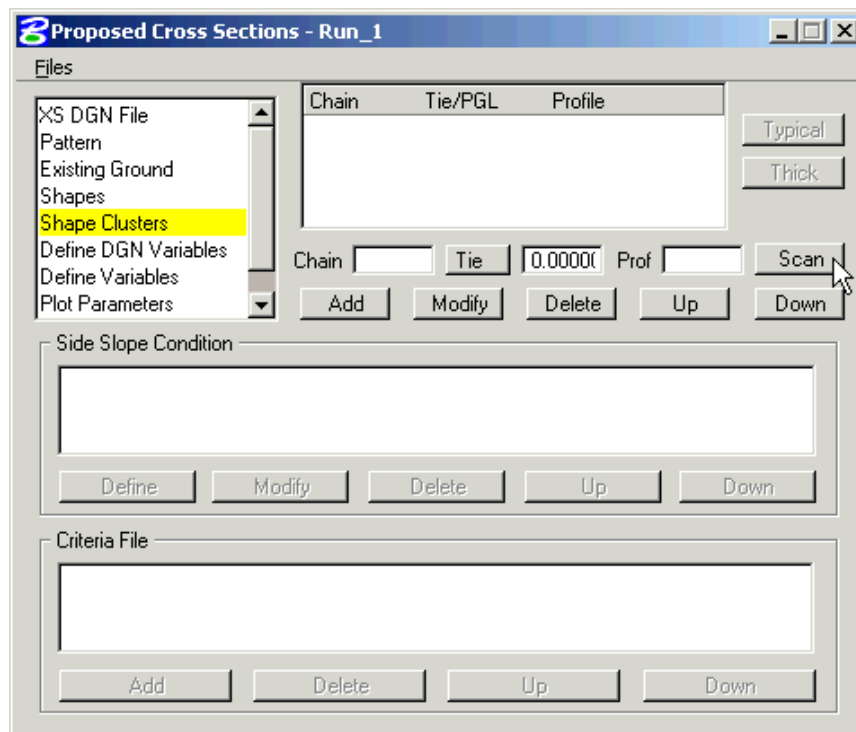 Proposed Cross Sections - Run_1
Files
XS DGN File
Pattern
Existing Ground
Shapes
Shape Clusters
Define DGN Variables
Define Variables
Plot Parameters
Chain Tie/PGL Profile
Typical
Thick
Chain Tie 0.0000( Prof Scan
Add Modify Delete Up Down
Side Slope Condition
Define Modify Delete Up Down
Criteria File
Add Delete Up Down